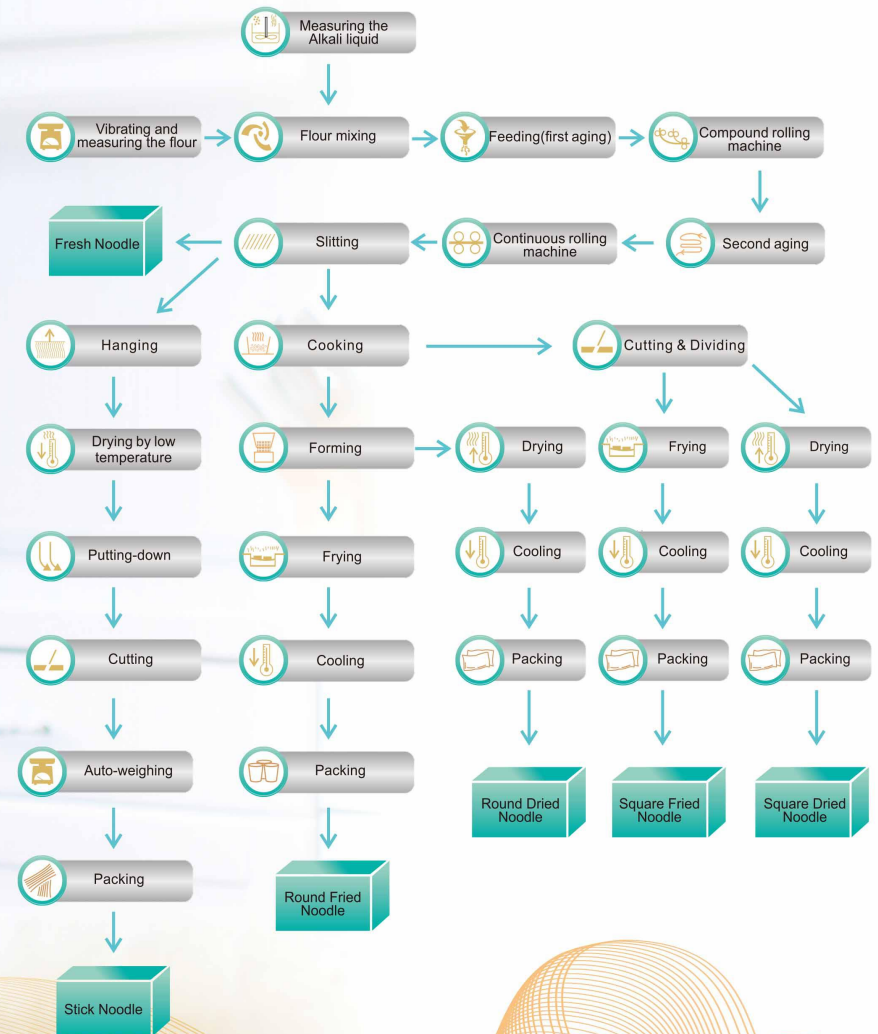 Measuring the
Alkali liquid
Vibrating and
measuring the flour
Flour mixing
Feeding(first aging)
Compound rolling
machine
Fresh Noodle
Slitting
Continuous rolling
machine
Second aging
Hanging
Cooking
Cutting & Dividing
Drying by low
temperature
Forming
Drying
Frying
Drying
Putting-down
Frying
Cooling
Cooling
Cooling
Cutting
Cooling
Packing
Packing
Packing
Auto-weighing
Packing
Round Dried
Noodle
Square Fried
Noodle
Square Dried
Noodle
Packing
Round Fried
Noodle
Stick Noodle